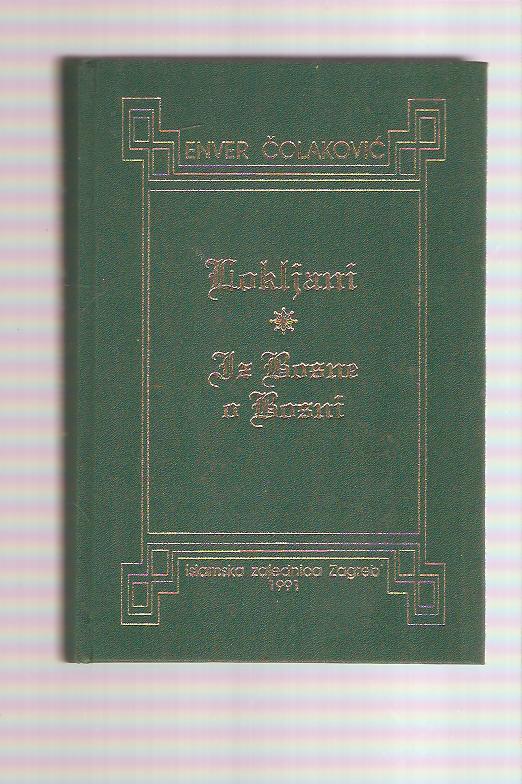 ENVER ČOLAKOVIĆ
Lokljani
Iz Bosne
o Bosni
islamska zajednica Zagreb
1991